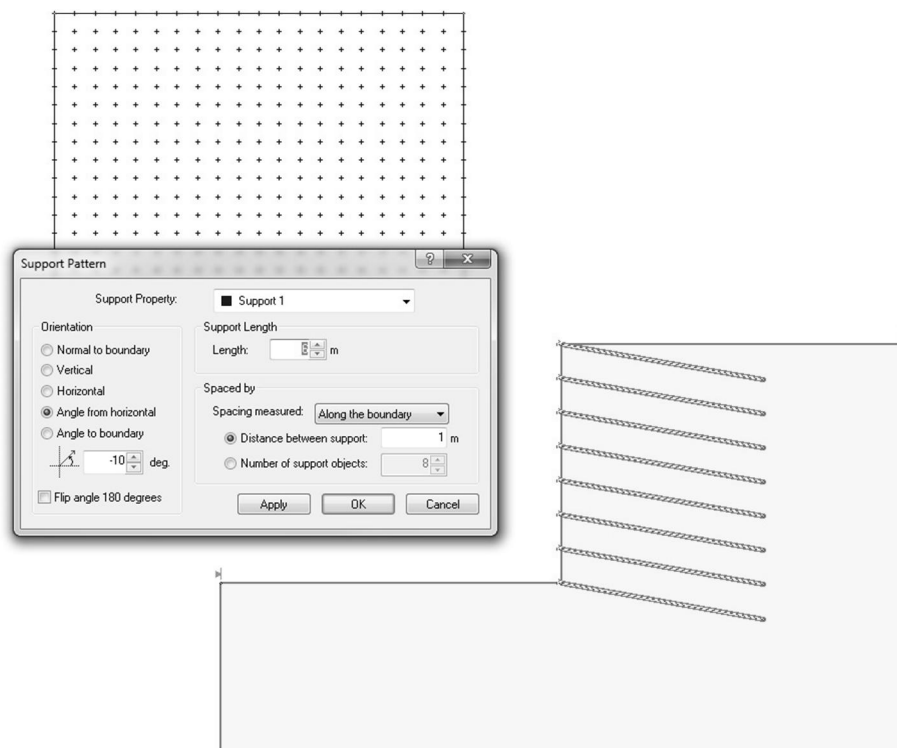 Support Pattern
Support Property: Support 1
Orientation
Normal to boundary
Vertical
Horizontal
Angle from horizontal
Angle to boundary
-10 deg.
Flip angle 180 degrees
Support Length
Length: m
Spaced by
Spacing measured: Along the boundary
Distance between support: 1 m
Number of support objects: 8
Apply OK Cancel